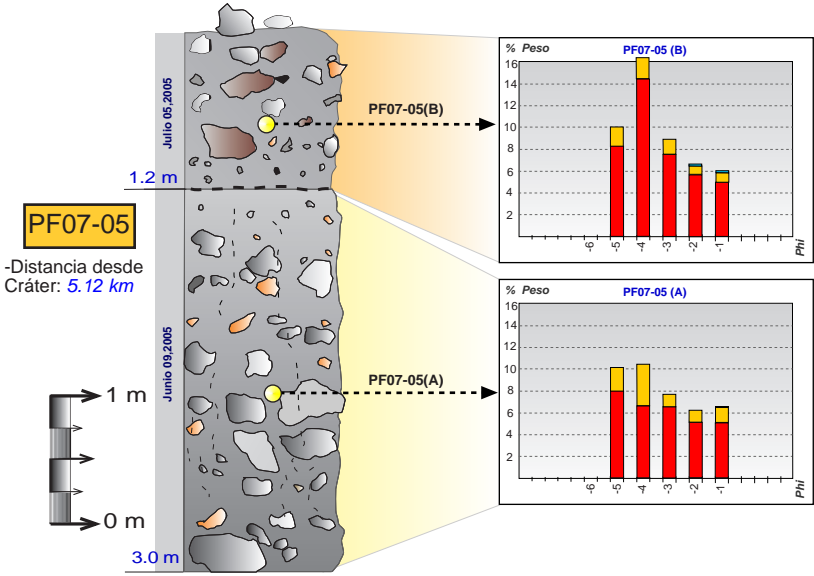 Julio 05,2005
PF07-05(B)
1.2 m
PF07-05
-Distancia desde
Cráter: 5.12 km
Junio 09,2005
PF07-05(A)
1 m
0 m
3.0 m
% Peso
PF07-05 (B)
16
14
12
10
8
6
4
2
-6 -5 -4 -3 -2 -1 Phi
% Peso
PF07-05 (A)
16
14
12
10
8
6
4
2
-6 -5 -4 -3 -2 -1 Phi